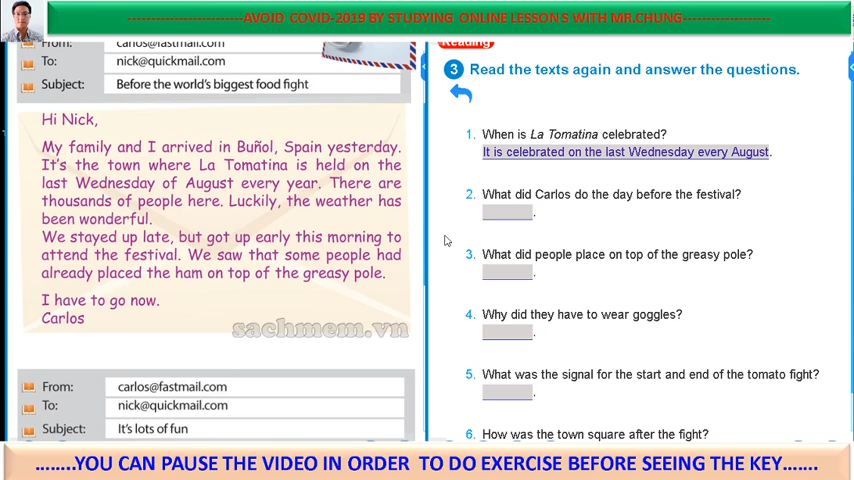 -----------------------AVOID COVID-2019 BY STUDYING ONLINE LESSONS WITH MR.CHUNG-----------------
From: carlos@fastmail.com
To: nick@quickmail.com
Subject: Before the world's biggest food fight
Hi Nick,
My family and I arrived in Buñol, Spain yesterday.
It's the town where La Tomatina is held on the
last Wednesday of August every year. There are
thousands of people here. Luckily, the weather has
been wonderful.
We stayed up late, but got up early this morning to
attend the festival. We saw that some people had
already placed the ham on top of the greasy pole.
I have to go now.
Carlos
sachmem.vn
From: carlos@fastmail.com
To: nick@quickmail.com
Subject: It's lots of fun
Reading
3 Read the texts again and answer the questions.
1. When is La Tomatina celebrated?
It is celebrated on the last Wednesday every August.
2. What did Carlos do the day before the festival?
.
3. What did people place on top of the greasy pole?
.
4. Why did they have to wear goggles?
.
5. What was the signal for the start and end of the tomato fight?
.
6. How was the town square after the fight?
........YOU CAN PAUSE THE VIDEO IN ORDER TO DO EXERCISE BEFORE SEEING THE KEY.......